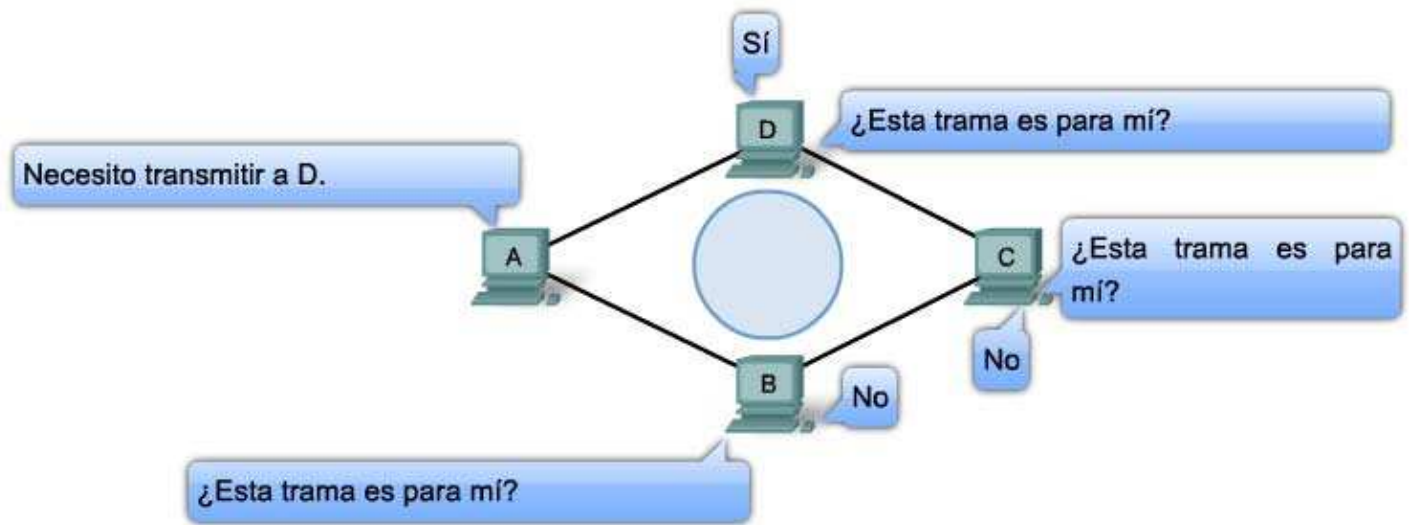 Sí
D
¿Esta trama es para mí?
Necesito transmitir a D.
A
C
¿Esta trama es para
mí?
No
B
No
¿Esta trama es para mí?